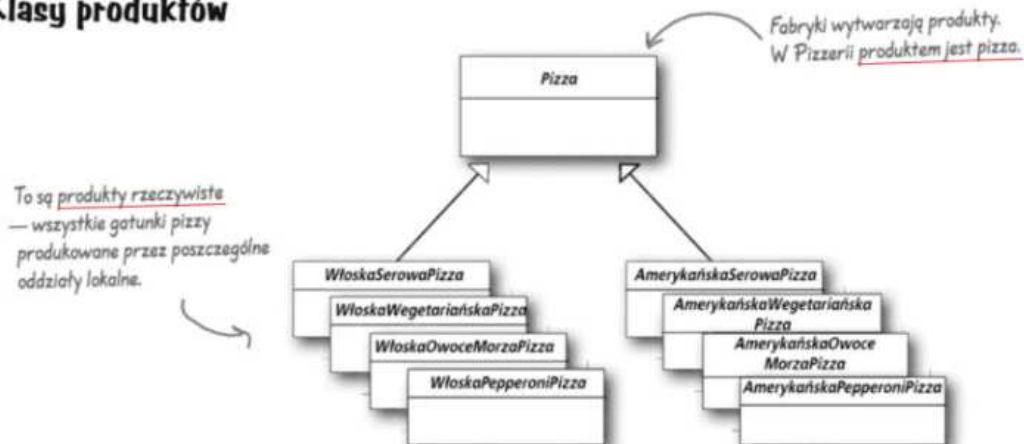 Klasy produktów
Fabryki wytwarzają produkty.
W Pizzerii produktem jest pizza.
Pizza
To są produkty rzeczywiste
— wszystkie gatunki pizzy
produkowane przez poszczególne
oddziały lokalne.
WłoskaSerowaPizza
WłoskaWegetariańskaPizza
WłoskaOwoceMorzaPizza
WłoskaPepperoniPizza
AmerykańskaSerowaPizza
AmerykańskaWegetariańska
Pizza
AmerykańskaOwoce
MorzaPizza
AmerykańskaPepperoniPizza